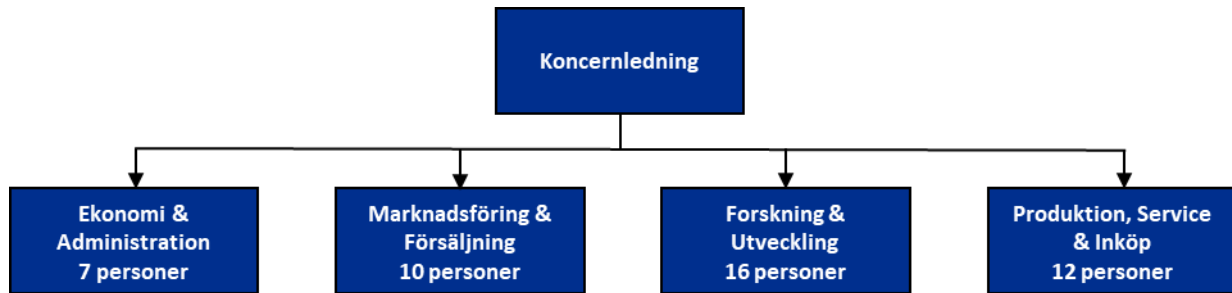 Koncernledning
Ekonomi &
Administration
7 personer
Marknadsföring &
Försäljning
10 personer
Forskning &
Utveckling
16 personer
Produktion, Service
& Inköp
12 personer